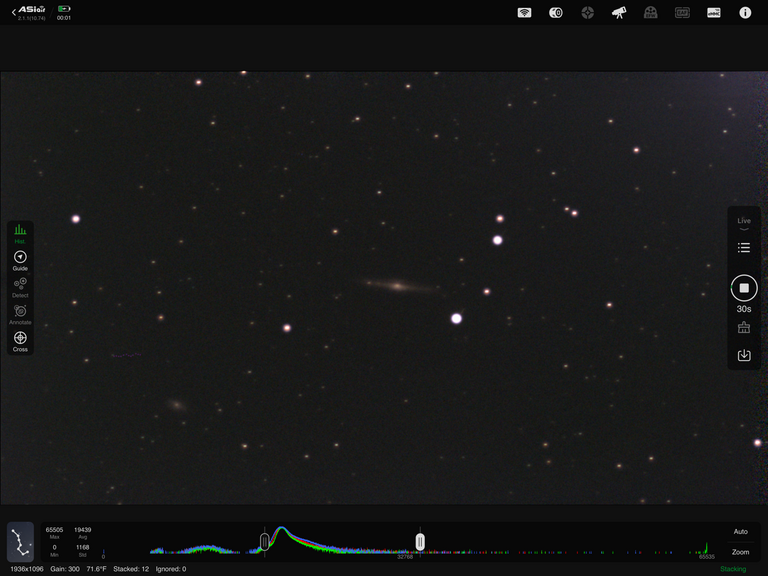 ASIAIR
2.1.1(10.74)
00:01
Live
Hist.
Guide
Detect
Annotate
Cross
30s
65505 19439
Max Avg
0 1168
Min Std
0
32768
65535
Auto
Zoom
1936x1096 Gain: 300 71.6°F Stacked: 12 Ignored: 0
Stacking